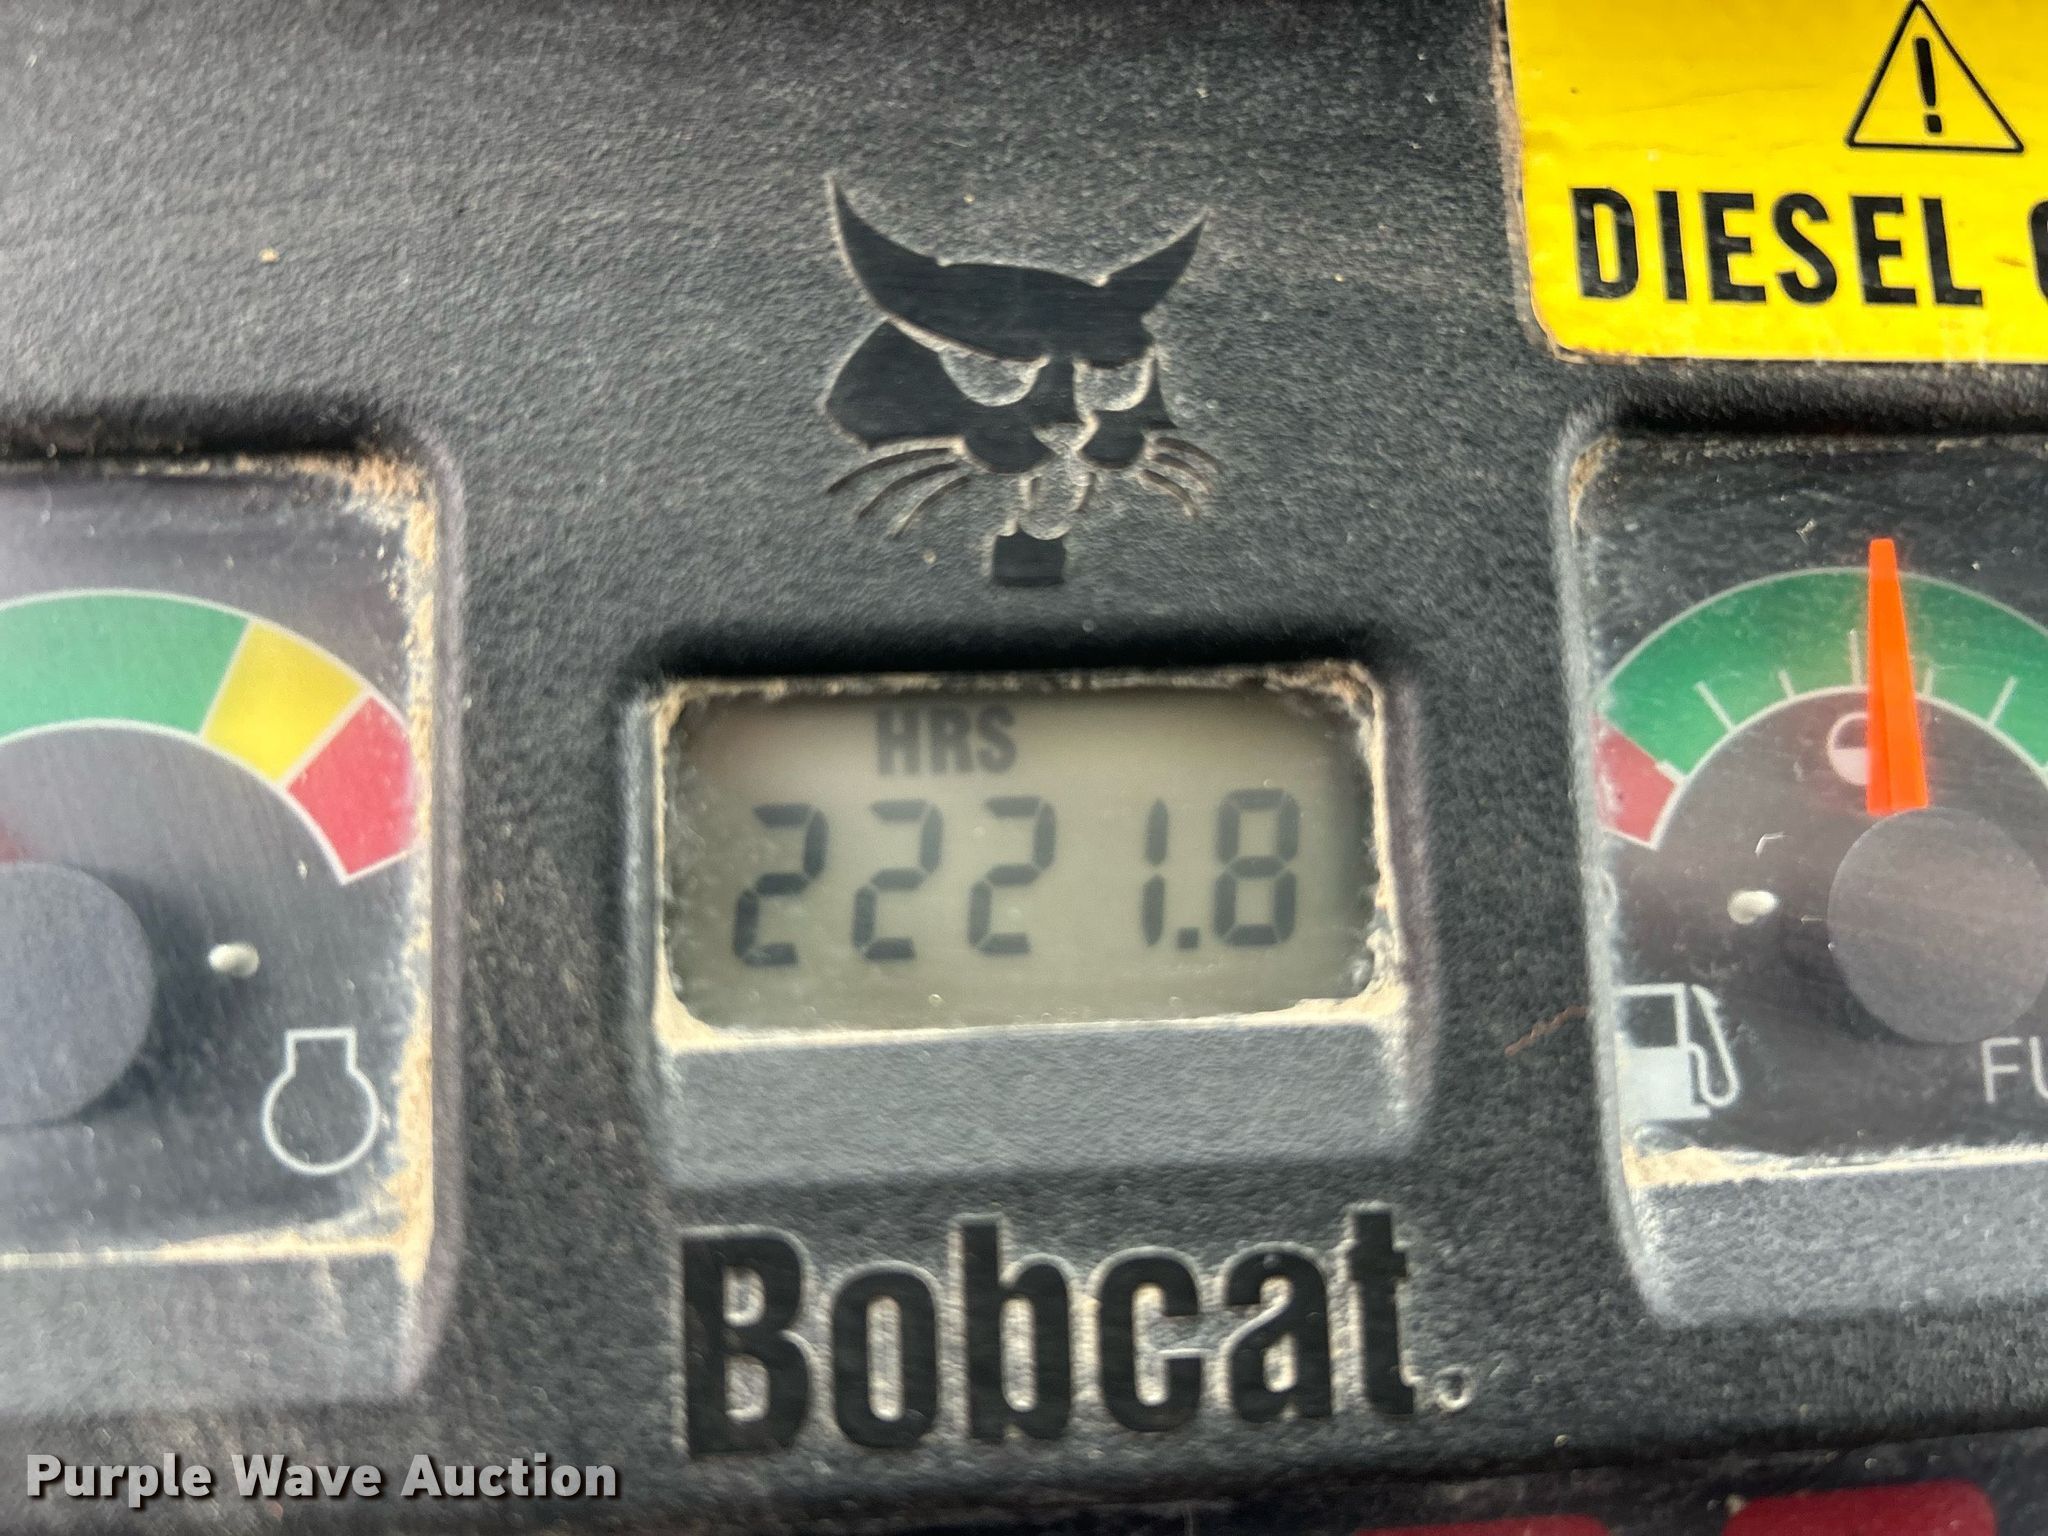 DIESEL
HRS
2221.8
Bobcat
Purple Wave Auction